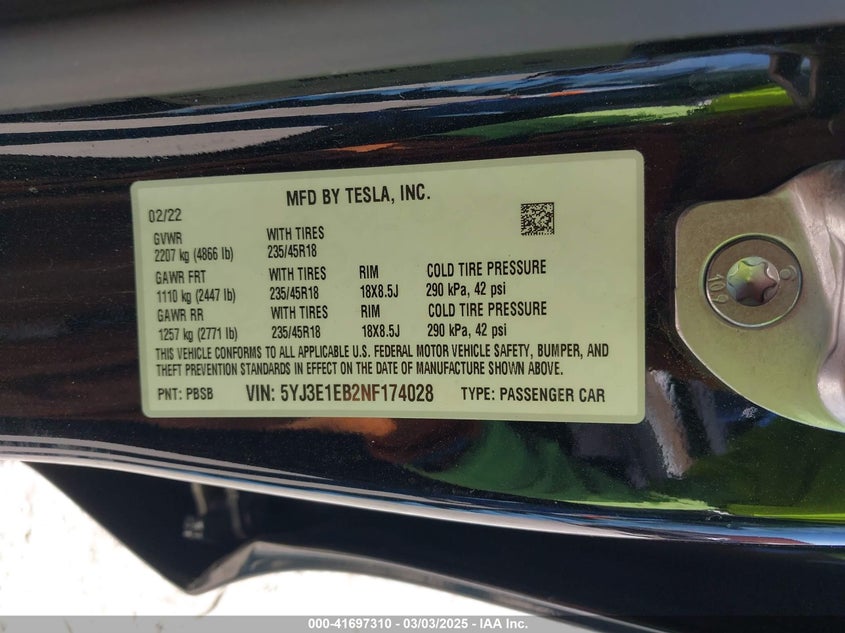 MFD BY TESLA, INC.
02/22
GVWR WITH TIRES
2207 kg (4866 lb) 235/45R18
GAWR FRT WITH TIRES RIM COLD TIRE PRESSURE
1110 kg (2447 lb) 235/45R18 18X8.5J 290 kPa, 42 psi
GAWR RR WITH TIRES RIM COLD TIRE PRESSURE
1257 kg (2771 lb) 235/45R18 18X8.5J 290 kPa, 42 psi
THIS VEHICLE CONFORMS TO ALL APPLICABLE U.S. FEDERAL MOTOR VEHICLE SAFETY, BUMPER, AND
THEFT PREVENTION STANDARDS IN EFFECT ON THE DATE OF MANUFACTURE SHOWN ABOVE.
PNT: PBSB VIN: 5YJ3E1EB2NF174028 TYPE: PASSENGER CAR
10.9
000-41697310 - 03/03/2025 - IAA Inc.